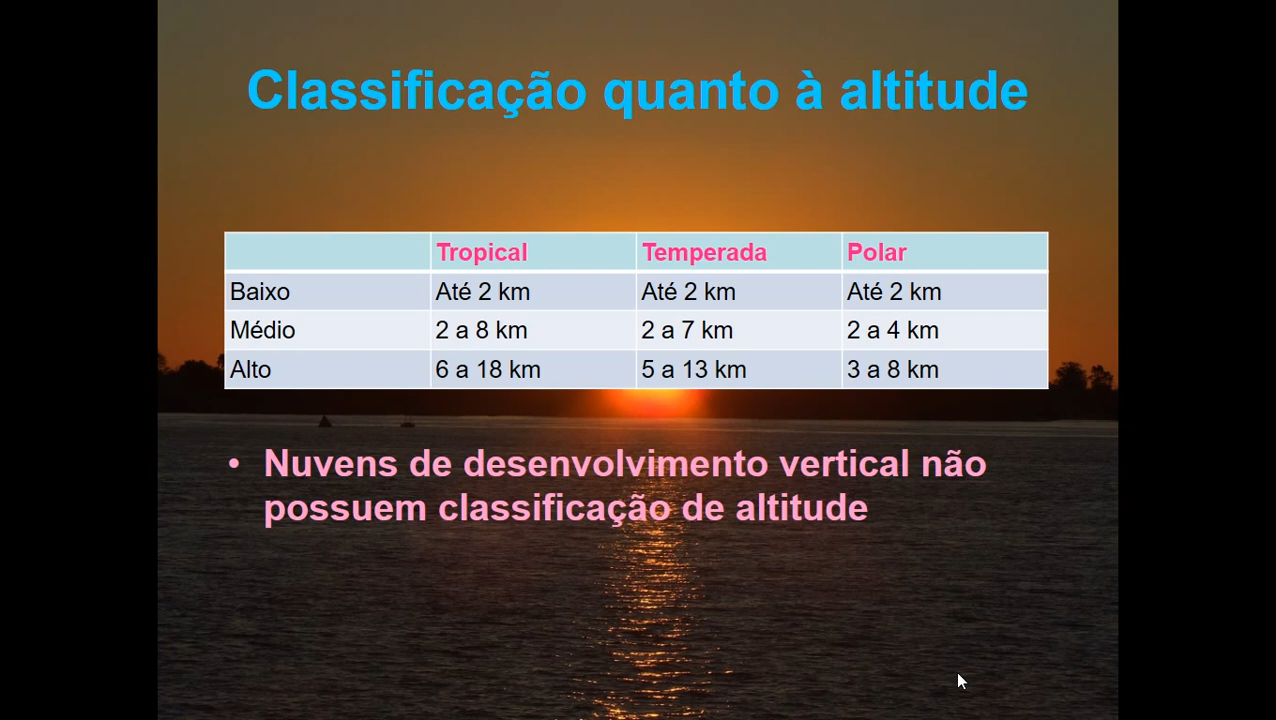 Classificação quanto à altitude
Tropical Temperada Polar
Baixo Até 2 km Até 2 km Até 2 km
Médio 2 a 8 km 2 a 7 km 2 a 4 km
Alto 6 a 18 km 5 a 13 km 3 a 8 km
• Nuvens de desenvolvimento vertical não
possuem classificação de altitude